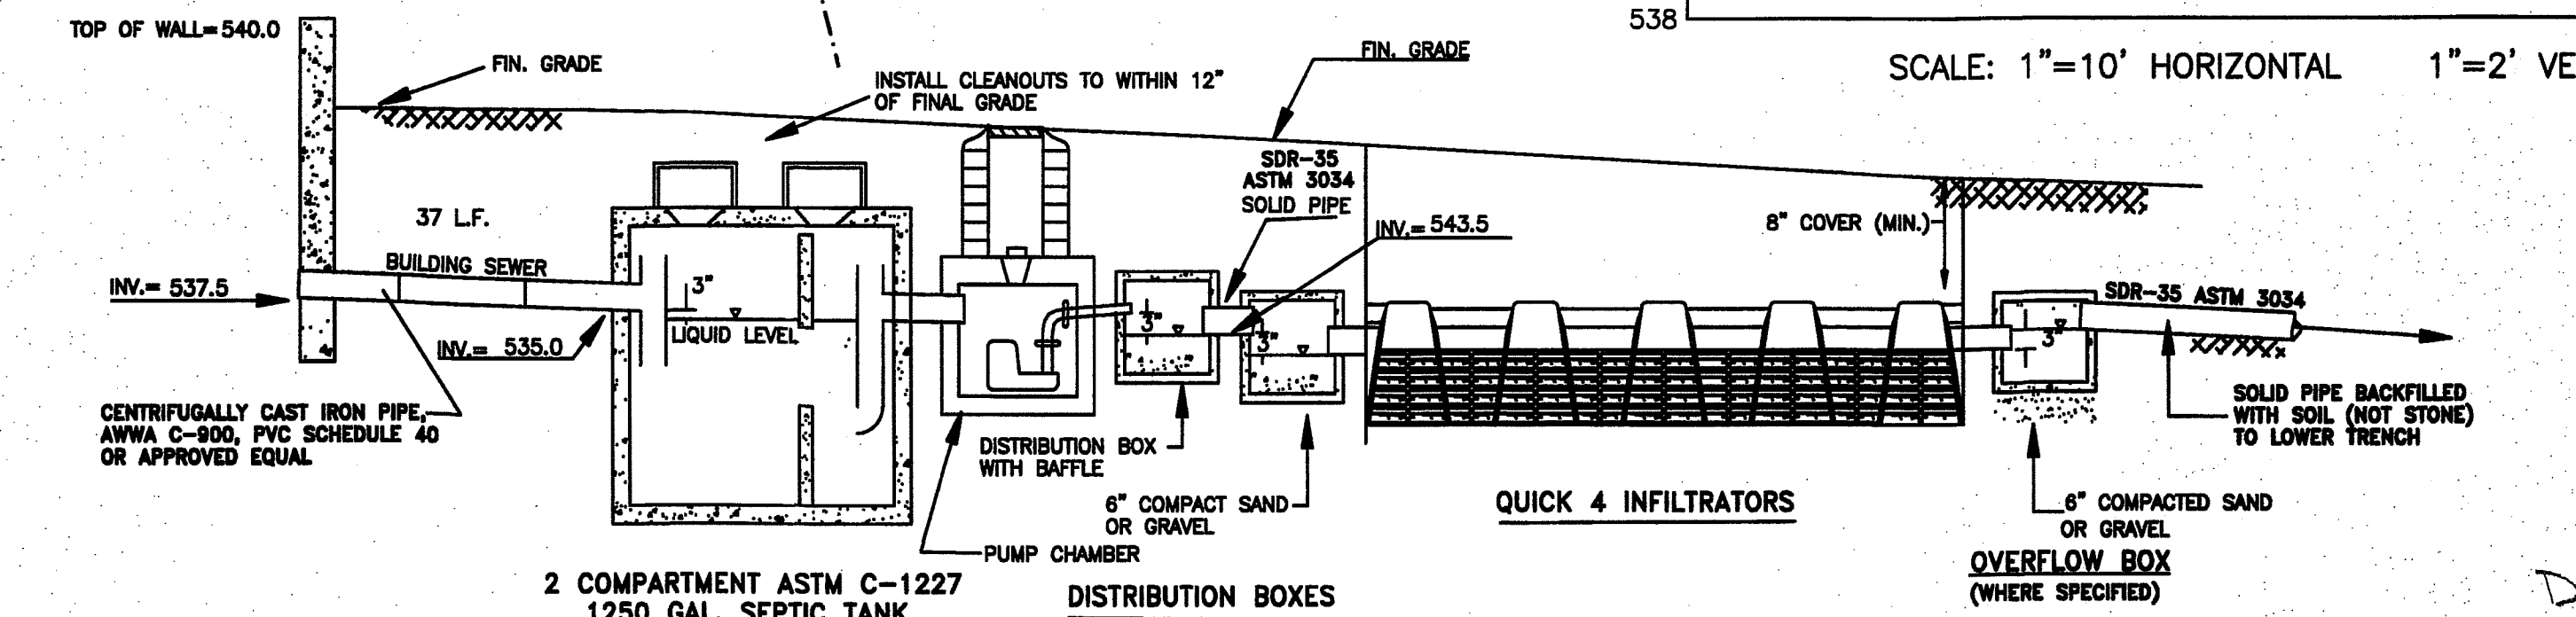 TOP OF WALL=540.0
538
FIN. GRADE
FIN. GRADE
SCALE: 1"=10' HORIZONTAL 1"=2' VE
INSTALL CLEANOUTS TO WITHIN 12"
OF FINAL GRADE
SDR-35
ASTM 3034
SOLID PIPE
37 L.F.
INV.= 543.5
8" COVER (MIN.)
BUILDING SEWER
INV.= 537.5
3"
LIQUID LEVEL
3"
3"
SDR-35 ASTM 3034
3"
INV.= 535.0
CENTRIFUGALLY CAST IRON PIPE,
AWWA C-900, PVC SCHEDULE 40
OR APPROVED EQUAL
DISTRIBUTION BOX
WITH BAFFLE
SOLID PIPE BACKFILLED
WITH SOIL (NOT STONE)
TO LOWER TRENCH
6" COMPACT SAND
OR GRAVEL
QUICK 4 INFILTRATORS
6" COMPACTED SAND
OR GRAVEL
PUMP CHAMBER
OVERFLOW BOX
(WHERE SPECIFIED)
2 COMPARTMENT ASTM C-1227
1250 GAL. SEPTIC TANK
DISTRIBUTION BOXES